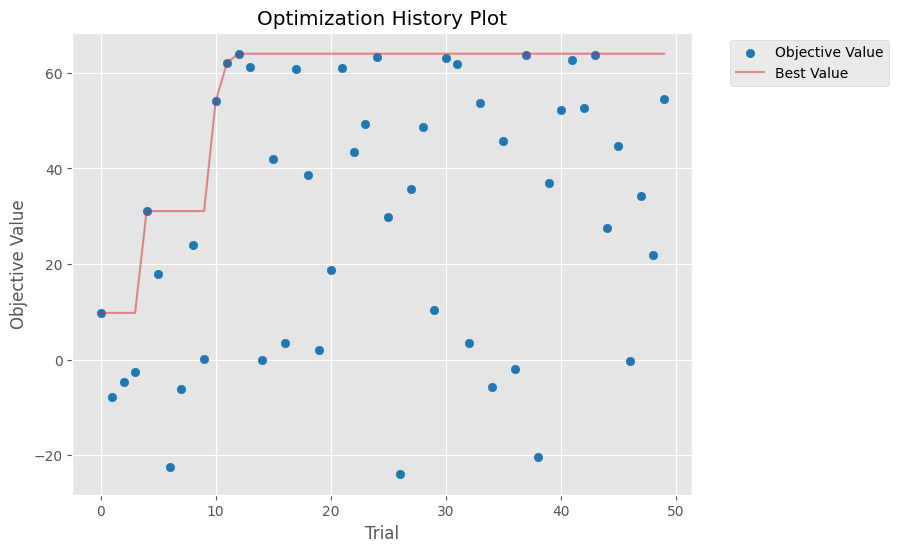 Optimization History Plot
Objective Value
Best Value
Objective Value
60
40
20
0
−20
0 10 20 30 40 50
Trial